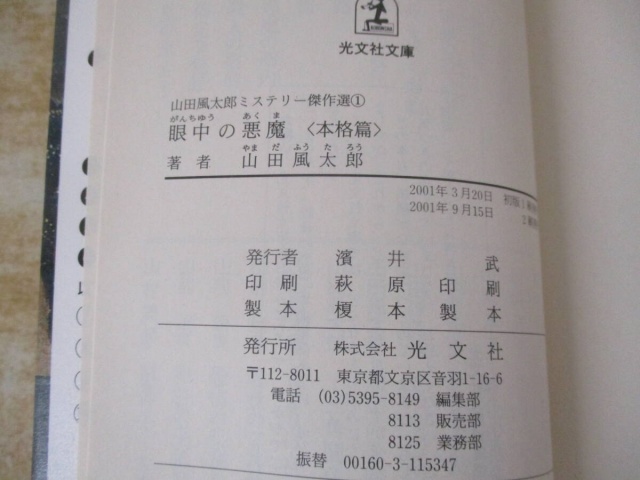 光文社文庫
山田風太郎ミステリー傑作選①
がんちゅう あくま
眼中の悪魔〈本格篇〉
やま だ ふう た ろう
著者 山田風太郎
2001年3月20日 初版1
2001年9月15日 2
発行者 濱井 武
印刷 萩原印刷
製本 榎本製本
発行所 株式会社 光文社
〒112-8011 東京都文京区音羽1-16-6
電話 (03)5395-8149 編集部
8113 販売部
8125 業務部
振替 00160-3-115347